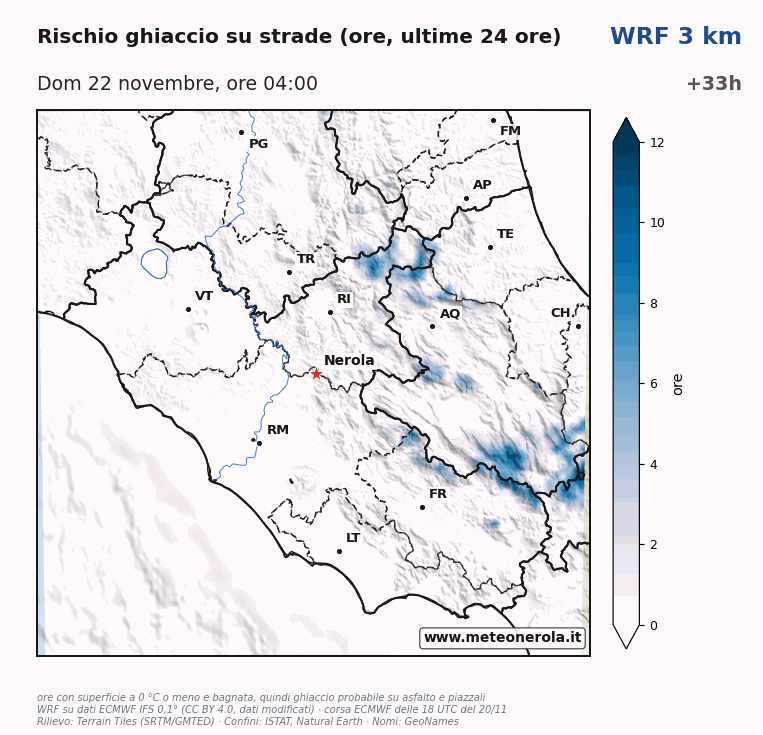 Rischio ghiaccio su strade (ore, ultime 24 ore)
WRF 3 km
Dom 22 novembre, ore 04:00
+33h
FM
PG
AP
TE
TR
VT
RI
AQ
CH
Nerola
RM
FR
LT
www.meteonerola.it
12
10
8
6
4
2
0
ore
ore con superficie a 0 °C o meno e bagnata, quindi ghiaccio probabile su asfalto e piazzali
WRF su dati ECMWF IFS 0,1° (CC BY 4.0, dati modificati) · corsa ECMWF delle 18 UTC del 20/11
Rilievo: Terrain Tiles (SRTM/GMTED) · Confini: ISTAT, Natural Earth · Nomi: GeoNames